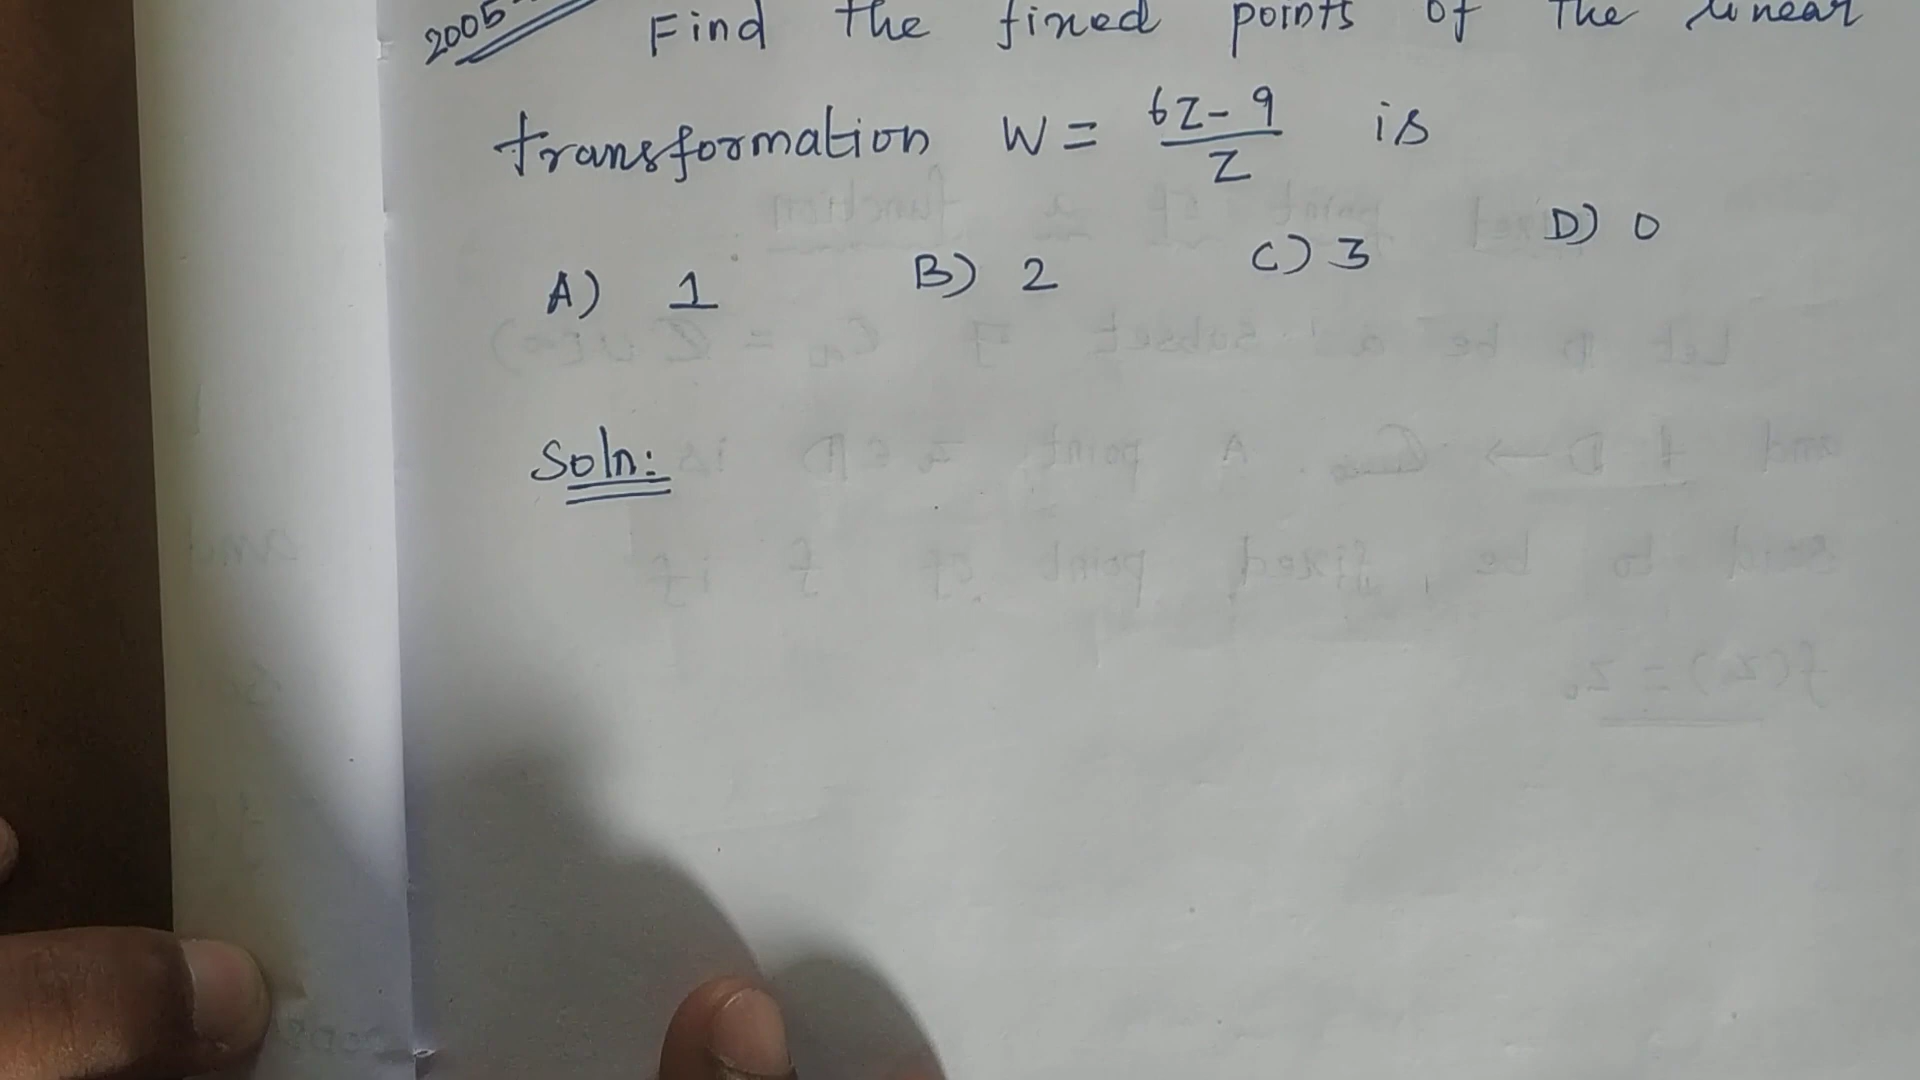 2005
Find the fixed points of the linear
transformation W = 6Z-9/Z is
A) 1 B) 2 C) 3 D) 0
Soln: